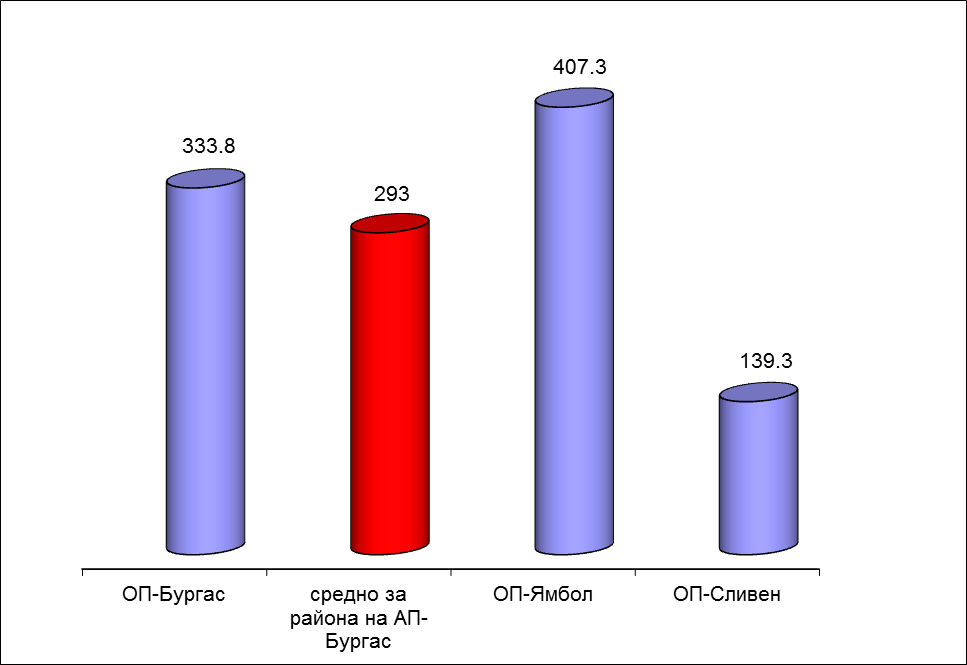 407.3
333.8
293
139.3
ОП-Бургас
средно за
района на АП-
Бургас
ОП-Ямбол
ОП-Сливен